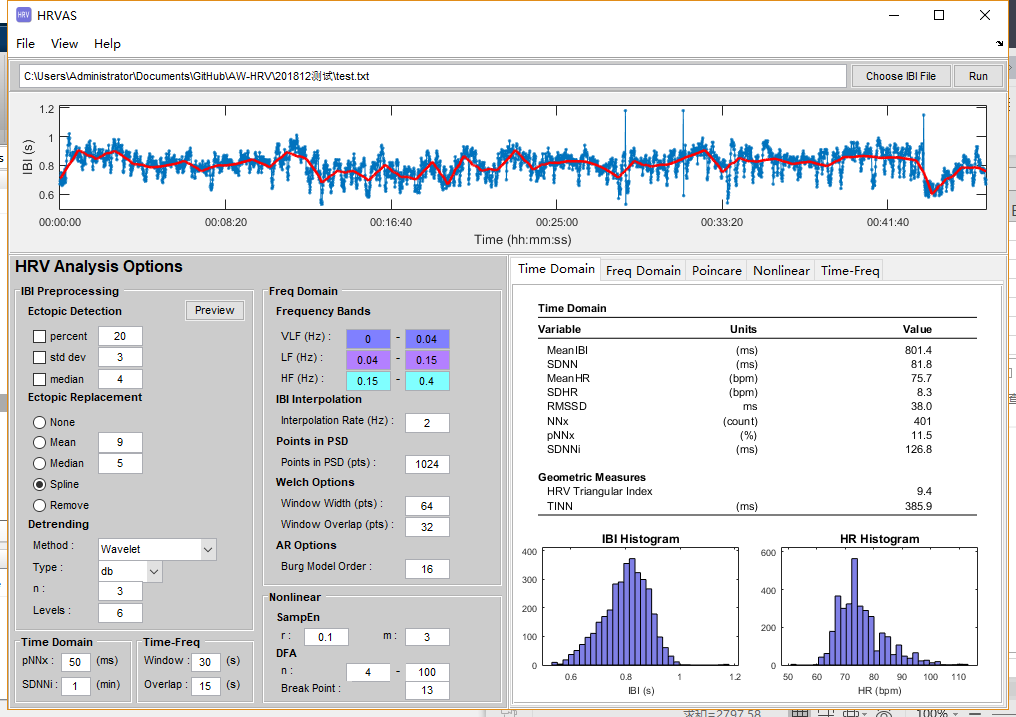 HRV HRVAS
File View Help
C:\Users\Administrator\Documents\GitHub\AW-HRV\201812测试\test.txt Choose IBI File Run
IBI (s)
1.2
1
0.8
0.6
00:00:00 00:08:20 00:16:40 00:25:00 00:33:20 00:41:40
Time (hh:mm:ss)
HRV Analysis Options
IBI Preprocessing
Ectopic Detection Preview
percent 20
std dev 3
median 4
Ectopic Replacement
None
Mean 9
Median 5
Spline
Remove
Detrending
Method : Wavelet
Type : db
n : 3
Levels : 6
Time Domain
pNNx : 50 (ms)
SDNNi : 1 (min)
Time-Freq
Window : 30 (s)
Overlap : 15 (s)
Freq Domain
Frequency Bands
VLF (Hz) : 0 - 0.04
LF (Hz) : 0.04 - 0.15
HF (Hz) : 0.15 - 0.4
IBI Interpolation
Interpolation Rate (Hz) : 2
Points in PSD
Points in PSD (pts) : 1024
Welch Options
Window Width (pts) : 64
Window Overlap (pts) : 32
AR Options
Burg Model Order : 16
Nonlinear
SampEn
r : 0.1 m : 3
DFA
n : 4 - 100
Break Point : 13
Time Domain Freq Domain Poincare Nonlinear Time-Freq
Time Domain
Variable Units Value
MeanIBI (ms) 801.4
SDNN (ms) 81.8
MeanHR (bpm) 75.7
SDHR (bpm) 8.3
RMSSD ms 38.0
NNx (count) 401
pNNx (%) 11.5
SDNNi (ms) 126.8
Geometric Measures
HRV Triangular Index 9.4
TINN (ms) 385.9
IBI Histogram
400
300
200
100
0
0.6 0.8 1 1.2
IBI (s)
HR Histogram
600
400
200
0
50 60 70 80 90 100 110
HR (bpm)
求和=2797.58 100%